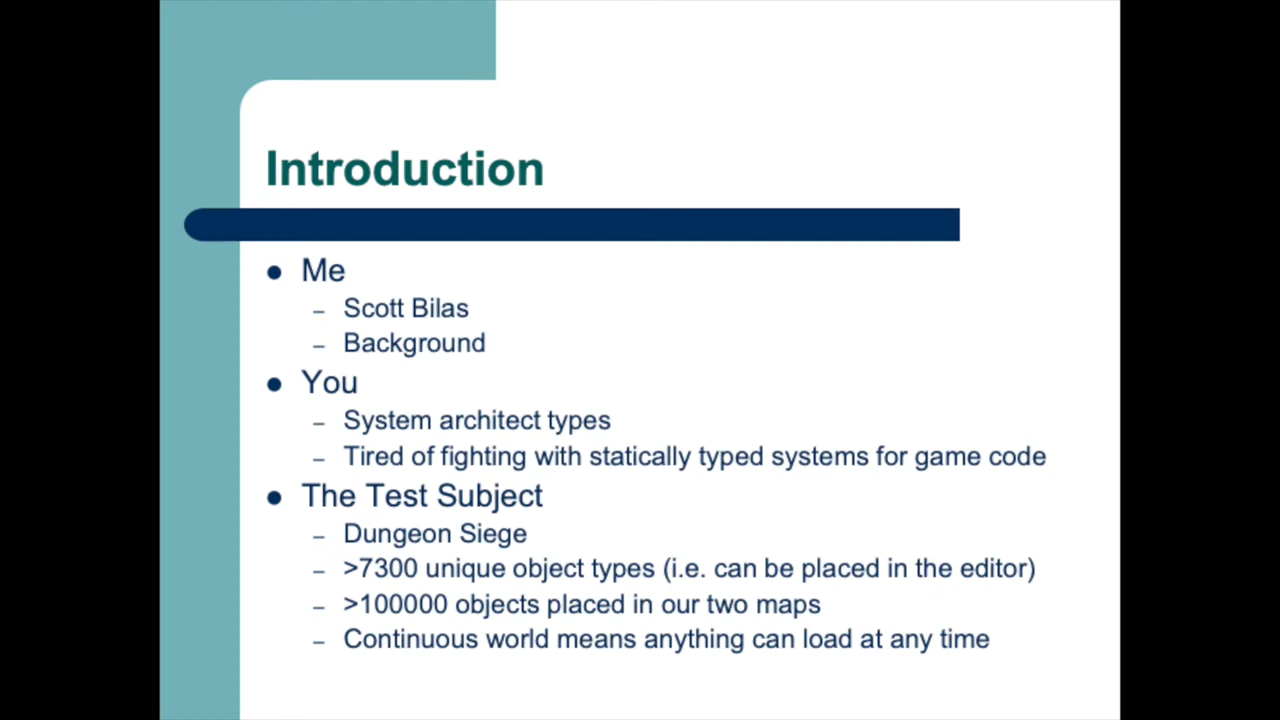 Introduction
● Me
– Scott Bilas
– Background
● You
– System architect types
– Tired of fighting with statically typed systems for game code
● The Test Subject
– Dungeon Siege
– >7300 unique object types (i.e. can be placed in the editor)
– >100000 objects placed in our two maps
– Continuous world means anything can load at any time